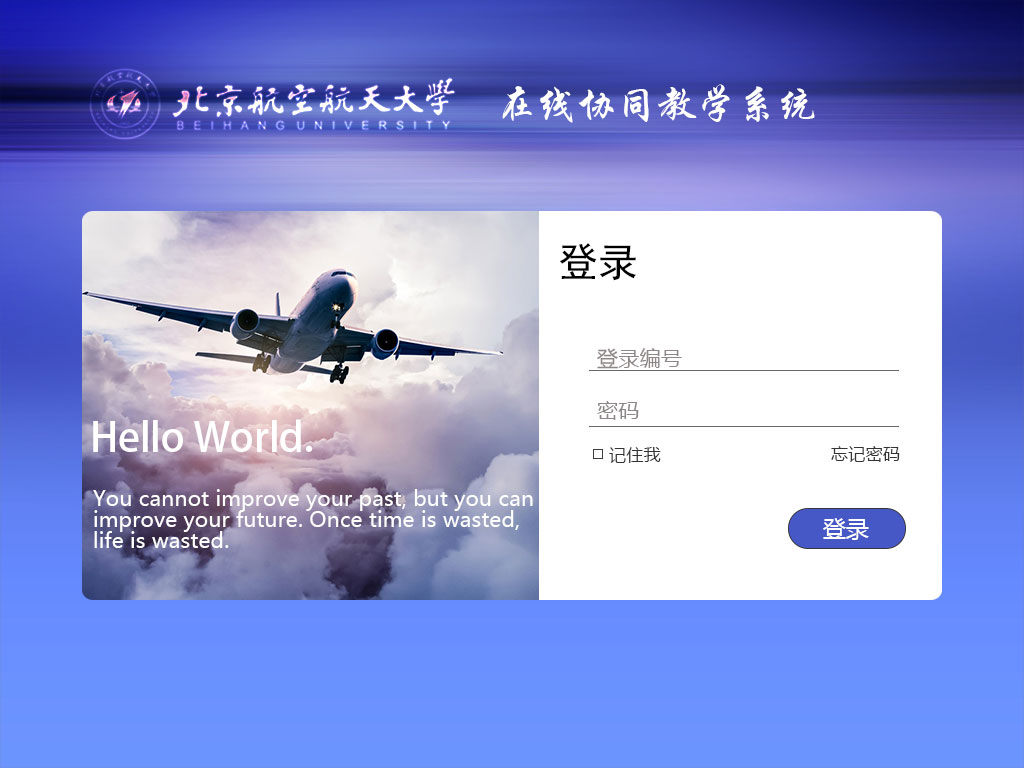 北京航空航天大學
BEIHANG UNIVERSITY
在线协同教学系统
登录
登录编号
密码
记住我
忘记密码
登录
Hello World.
You cannot improve your past, but you can
improve your future. Once time is wasted,
life is wasted.